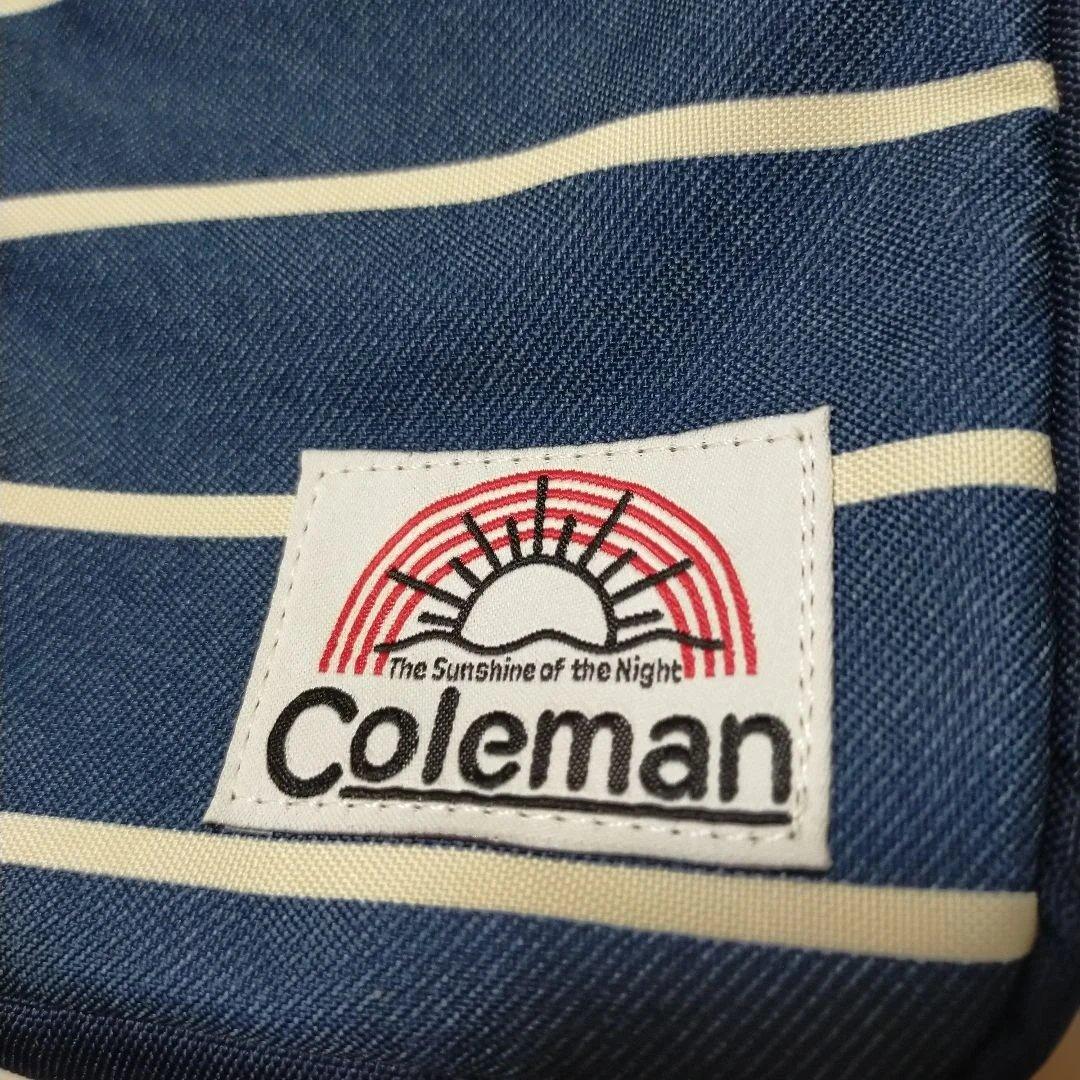 The Sunshine of the Night
Coleman